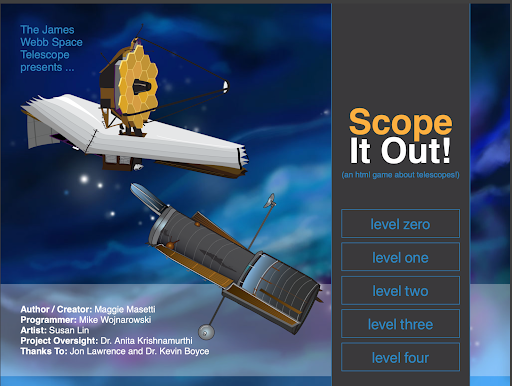 The James
Webb Space
Telescope
presents ...
Scope
It Out!
(an html game about telescopes!)
level zero
level one
level two
level three
level four
Author / Creator: Maggie Masetti
Programmer: Mike Wojnarowski
Artist: Susan Lin
Project Oversight: Dr. Anita Krishnamurthi
Thanks To: Jon Lawrence and Dr. Kevin Boyce